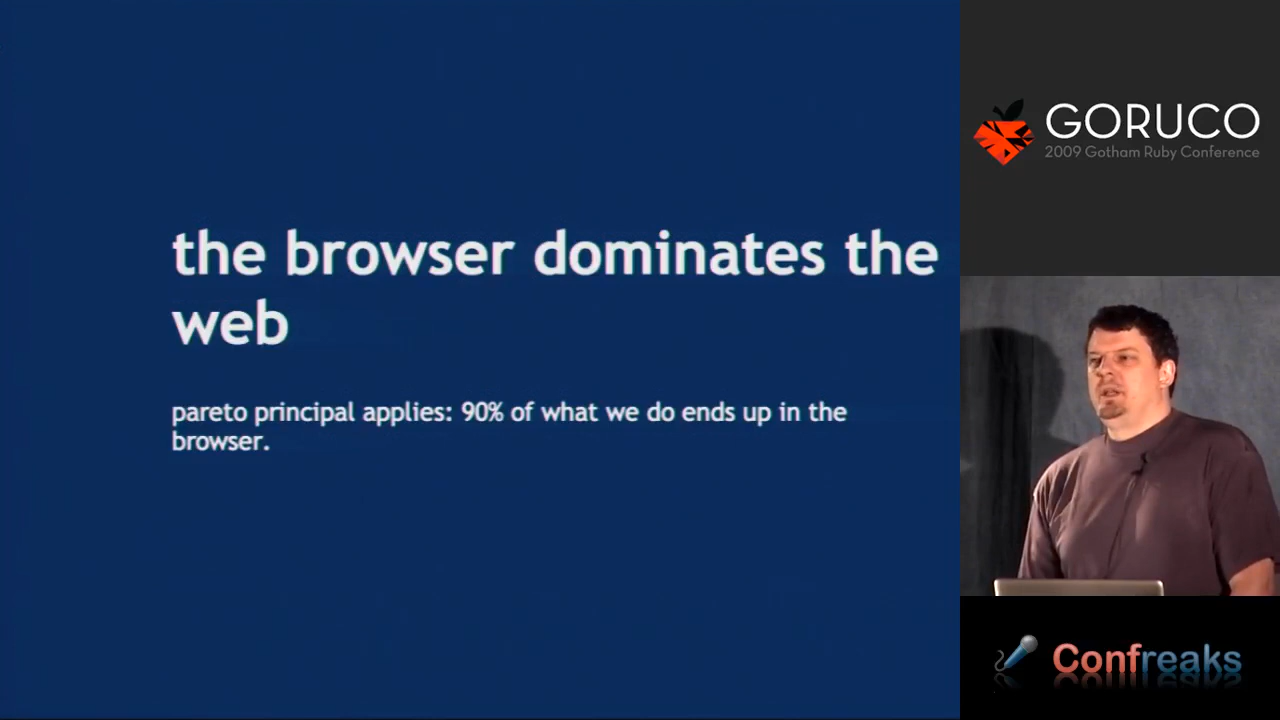 the browser dominates the
web
pareto principal applies: 90% of what we do ends up in the
browser.
GORUCO
2009 Gotham Ruby Conference
Confreaks